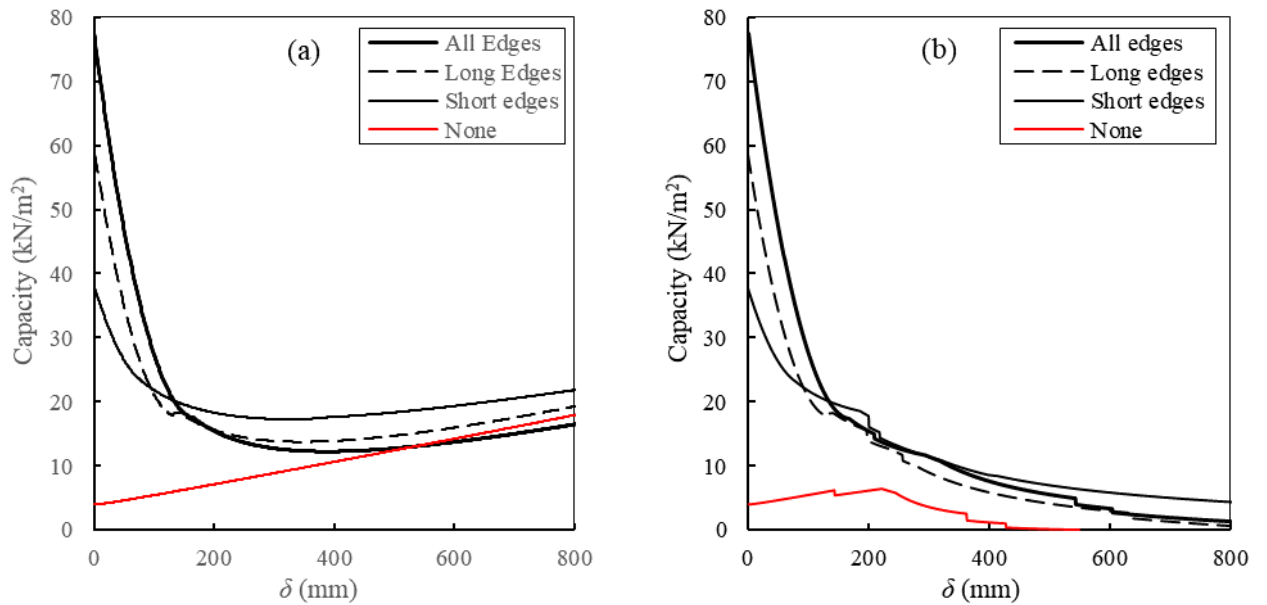 (a)
All Edges
Long Edges
Short edges
None
Capacity (kN/m²)
80
70
60
50
40
30
20
10
0
0 200 400 600 800
δ (mm)
(b)
All edges
Long edges
Short edges
None
Capacity (kN/m²)
80
70
60
50
40
30
20
10
0
0 200 400 600 800
δ (mm)